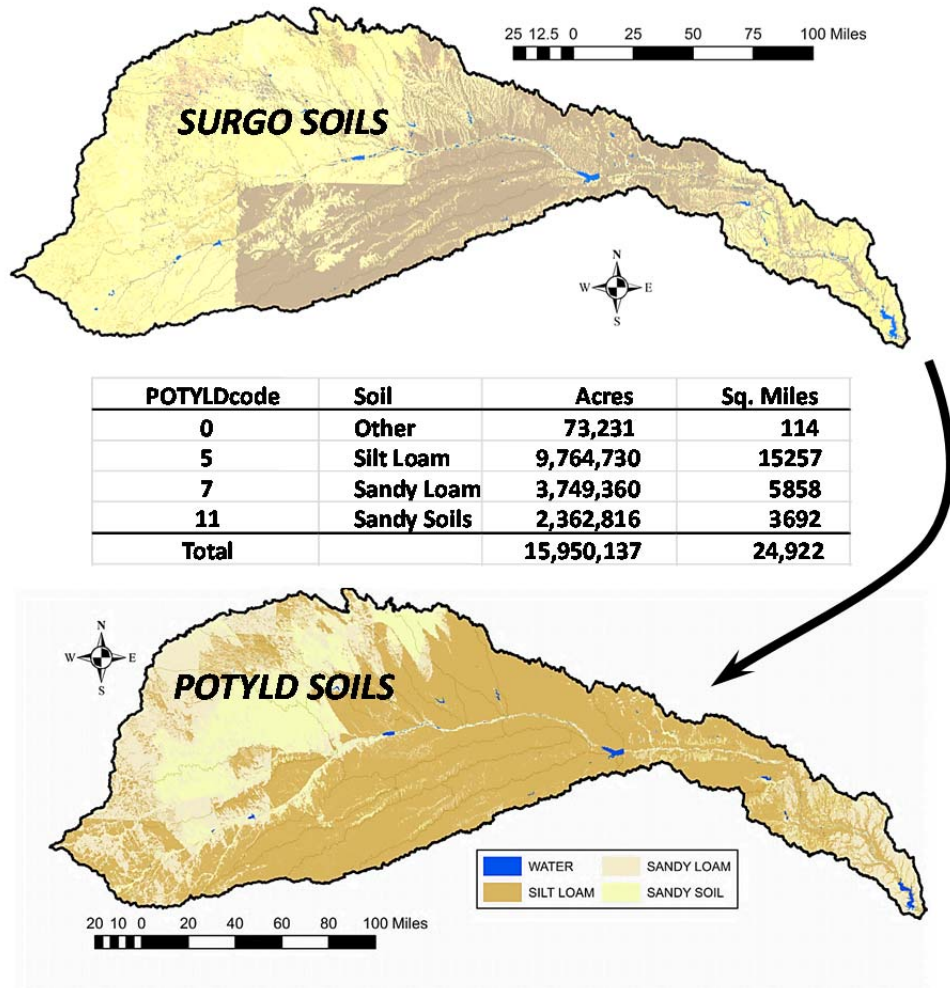 25 12.5 0 25 50 75 100 Miles
SURGO SOILS
N
W E
S
POTYLDcode Soil Acres Sq. Miles
0 Other 73,231 114
5 Silt Loam 9,764,730 15257
7 Sandy Loam 3,749,360 5858
11 Sandy Soils 2,362,816 3692
Total 15,950,137 24,922
N
W E
S
POTYLD SOILS
WATER SANDY LOAM
SILT LOAM SANDY SOIL
20 10 0 20 40 60 80 100 Miles